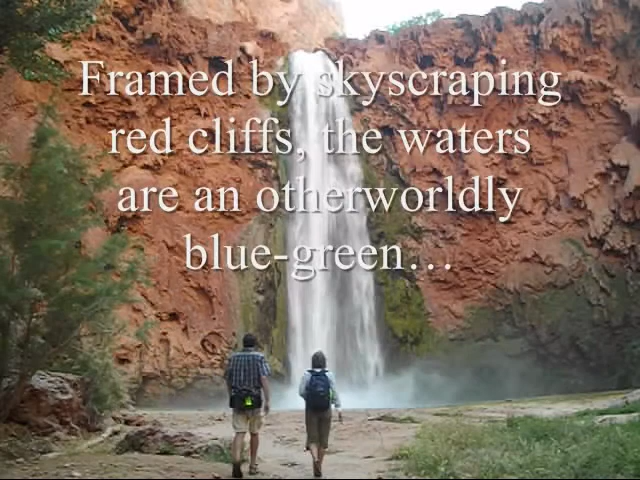 Framed by skyscraping
red cliffs, the waters
are an otherworldly
blue-green…